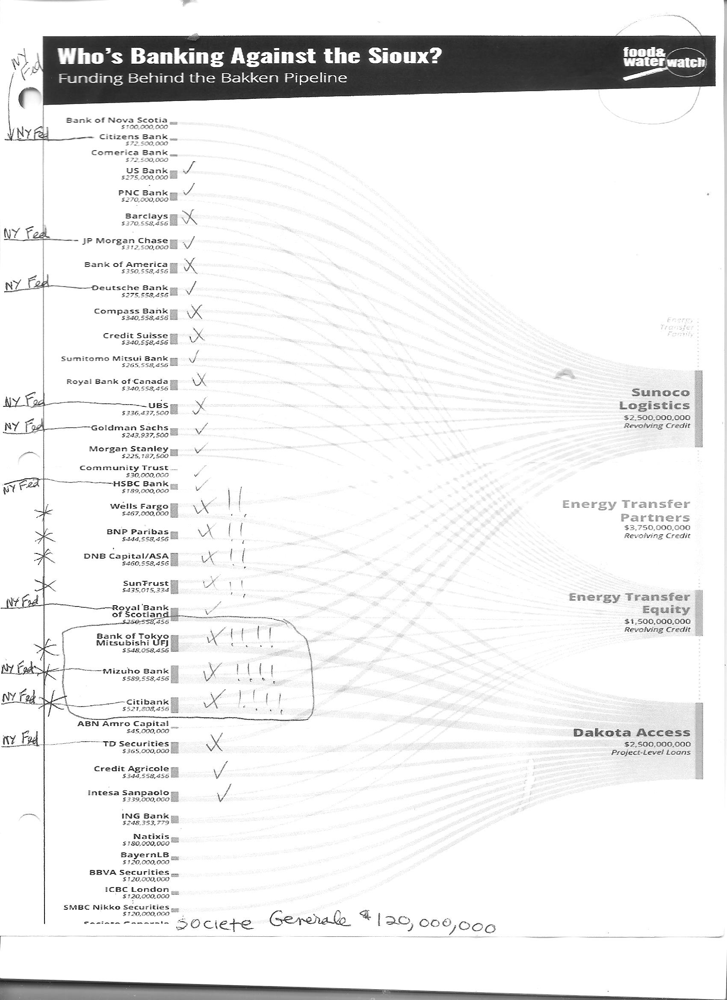 Who's Banking Against the Sioux?
Funding Behind the Bakken Pipeline
food&
water watch
NY
Fed
Bank of Nova Scotia
$100,000,000
NY Fed
Citizens Bank
$72,500,000
Comerica Bank
$72,500,000
US Bank
$275,000,000
PNC Bank
$270,000,000
Barclays
$370,558,456
NY Fed
JP Morgan Chase
$312,500,000
Bank of America
$350,558,456
NY Fed
Deutsche Bank
$275,558,456
Compass Bank
$340,558,456
Credit Suisse
$340,558,456
Sumitomo Mitsui Bank
$265,558,456
Royal Bank of Canada
$340,558,456
NY Fed
UBS
$336,437,500
NY Fed
Goldman Sachs
$243,937,500
Morgan Stanley
$225,187,500
Community Trust
$30,000,000
NY Fed
HSBC Bank
$189,000,000
Wells Fargo !!
$467,000,000
BNP Paribas !!
$444,558,456
DNB Capital/ASA !!
$460,558,456
SunTrust !!
$435,015,334
NY Fed
Royal Bank
of Scotland
$250,558,456
Bank of Tokyo
Mitsubishi UFJ !!!!
$548,058,456
NY Fed
Mizuho Bank !!!!
$589,558,456
NY Fed
Citibank !!!!
$521,808,456
ABN Amro Capital
$45,000,000
NY Fed
TD Securities
$365,000,000
Credit Agricole
$344,558,456
Intesa Sanpaolo
$339,000,000
ING Bank
$248,353,779
Natixis
$180,000,000
BayernLB
$120,000,000
BBVA Securities
$120,000,000
ICBC London
$120,000,000
SMBC Nikko Securities
$120,000,000
Societe Generale
Societe Generale $120,000,000
Energy
Transfer
Family
Sunoco
Logistics
$2,500,000,000
Revolving Credit
Energy Transfer
Partners
$3,750,000,000
Revolving Credit
Energy Transfer
Equity
$1,500,000,000
Revolving Credit
Dakota Access
$2,500,000,000
Project-Level Loans